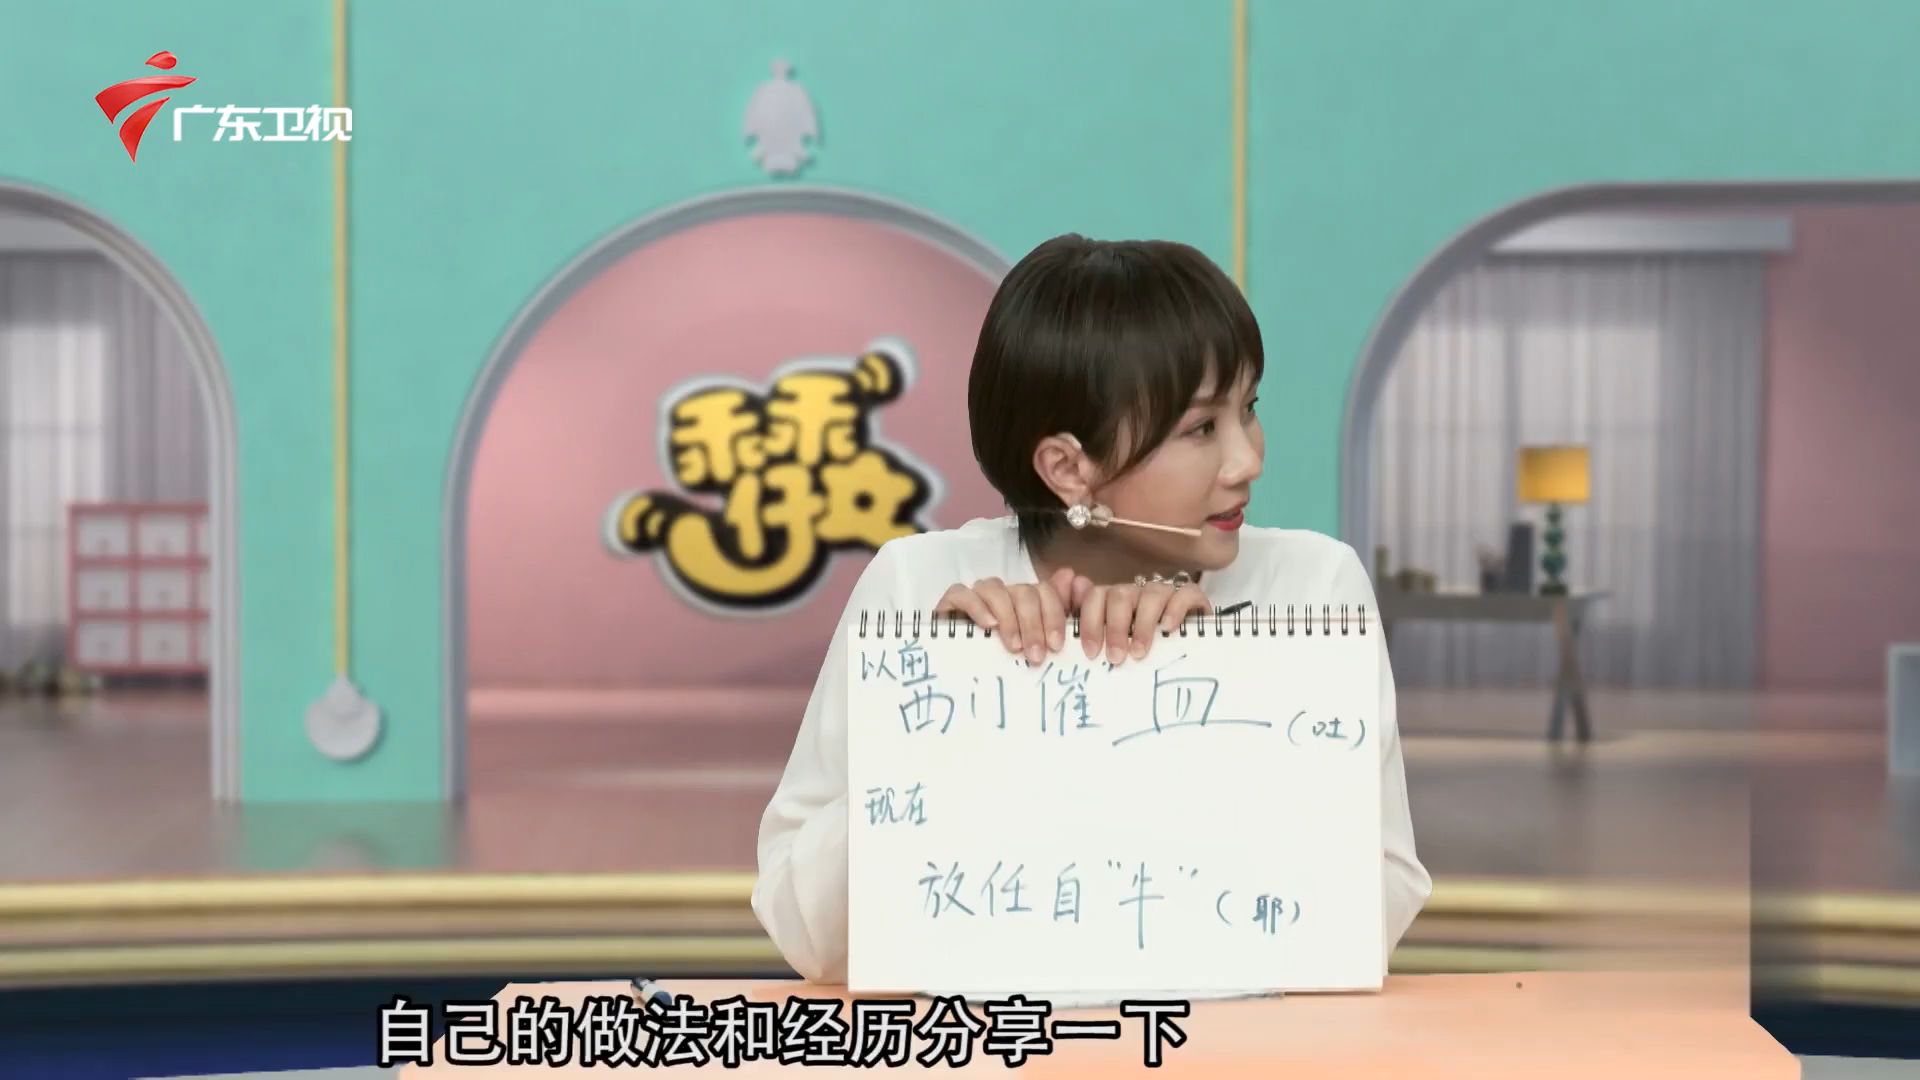 广东卫视
乖乖仔女
以前
西门“催”血
(吐)
现在
放任自“牛”(耶)
自己的做法和经历分享一下